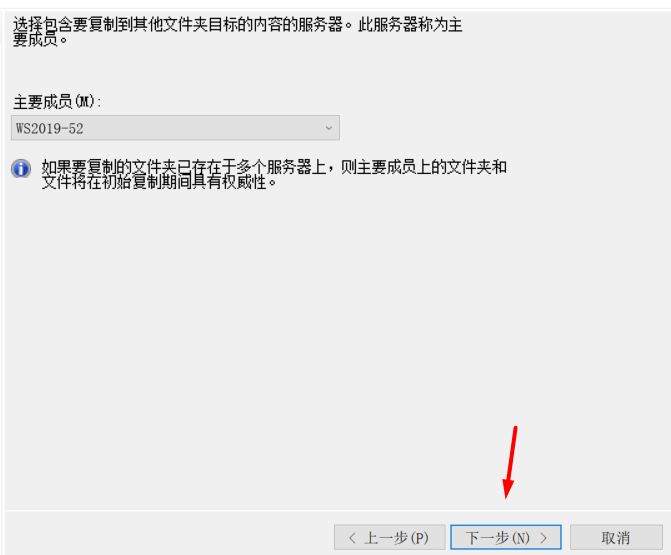 选择包含要复制到其他文件夹目标的内容的服务器。此服务器称为主
要成员。
主要成员(M):
WS2019-52
如果要复制的文件夹已存在于多个服务器上，则主要成员上的文件夹和
文件将在初始复制期间具有权威性。
< 上一步(P) 下一步(N) > 取消